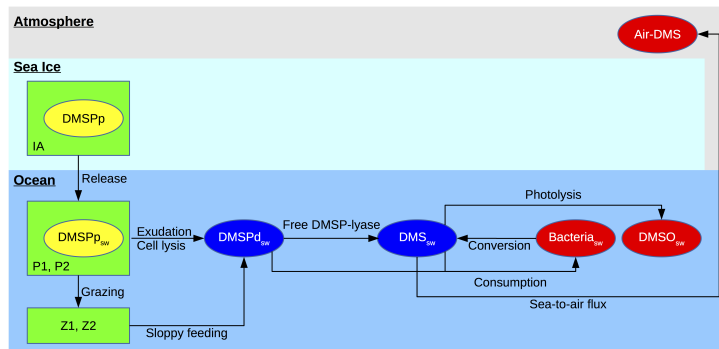 Atmosphere
Air-DMS
Sea Ice
DMSPp
IA
Release
Ocean
Photolysis
DMSPpsw
Exudation
Cell lysis
DMSPdsw
Free DMSP-lyase
DMSsw
Conversion
Bacteriasw
DMSOsw
P1, P2
Consumption
Grazing
Sea-to-air flux
Z1, Z2
Sloppy feeding